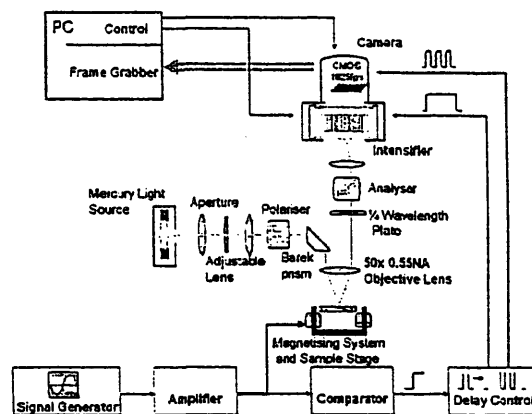 PC
Control
Frame Grabber
Camera
CMOS
Intensifier
Analyser
¼ Wavelength
Plate
Mercury Light
Source
Aperture
Polariser
Adjustable
Lens
Barek
prism
50x 0.55NA
Objective Lens
Magnetising System
and Sample Stage
Signal Generator
Amplifier
Comparator
Delay Control